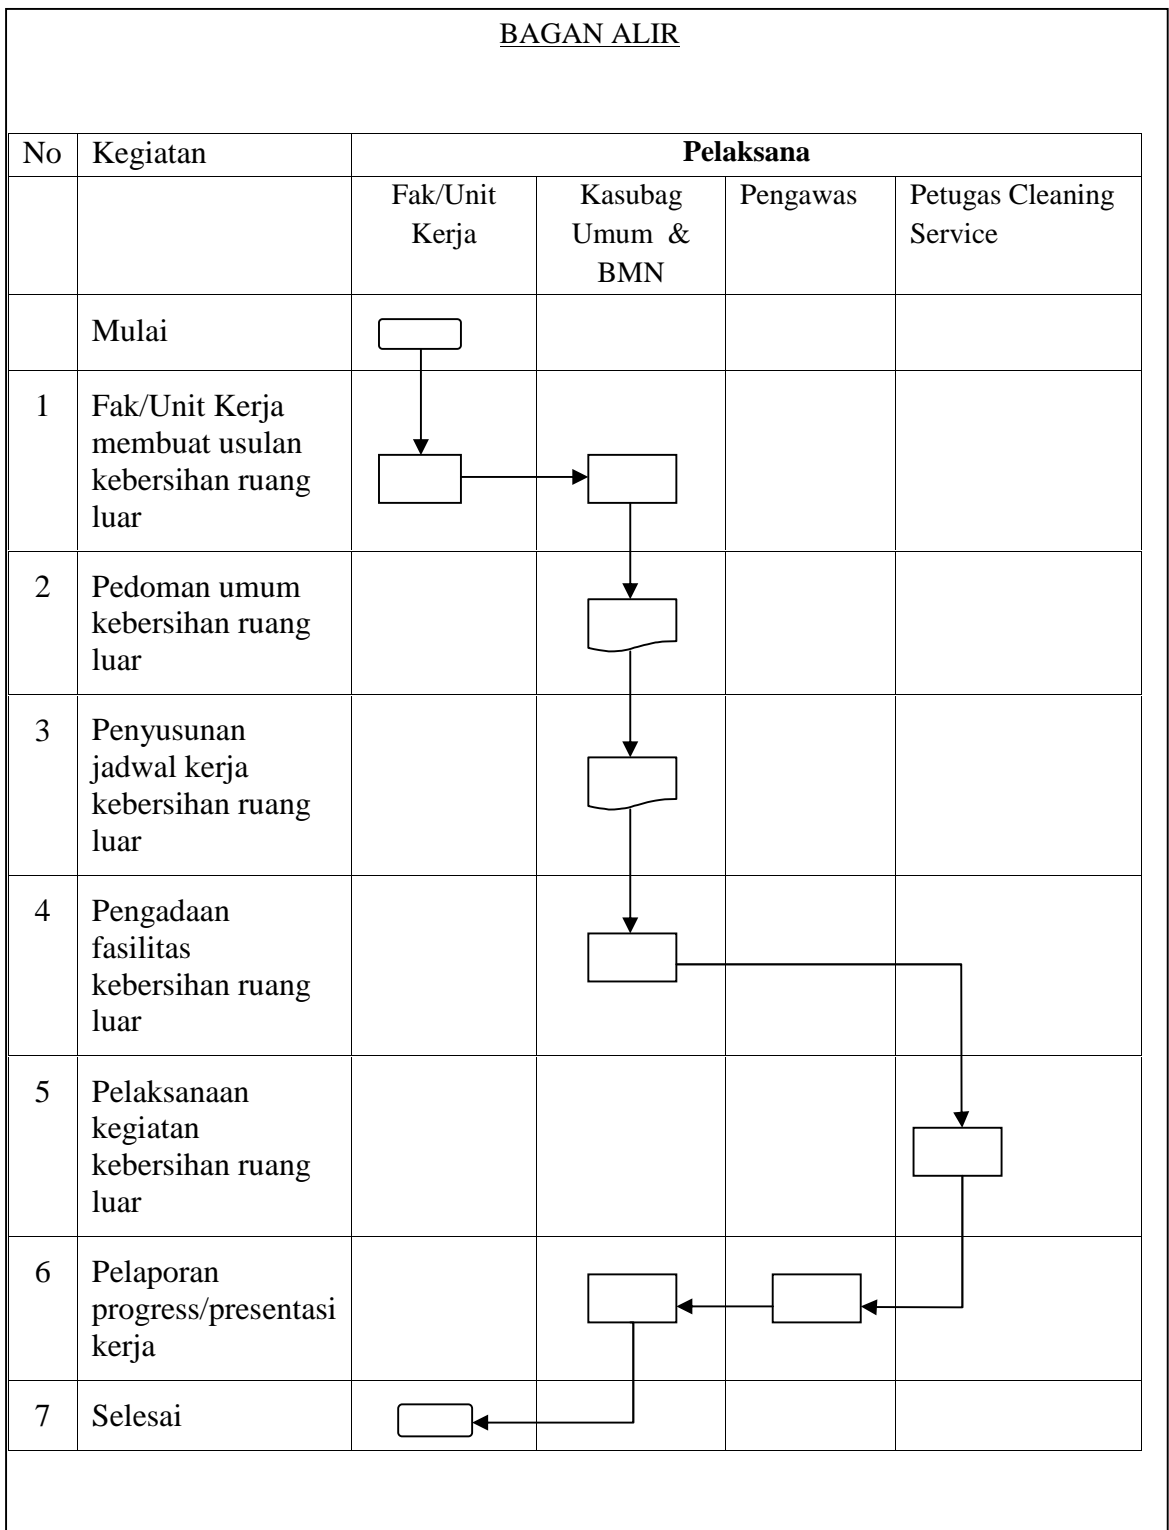 BAGAN ALIR
No Kegiatan Pelaksana
Fak/Unit
Kerja
Kasubag
Umum &
BMN
Pengawas
Petugas Cleaning
Service
Mulai
1 Fak/Unit Kerja
membuat usulan
kebersihan ruang
luar
2 Pedoman umum
kebersihan ruang
luar
3 Penyusunan
jadwal kerja
kebersihan ruang
luar
4 Pengadaan
fasilitas
kebersihan ruang
luar
5 Pelaksanaan
kegiatan
kebersihan ruang
luar
6 Pelaporan
progress/presentasi
kerja
7 Selesai